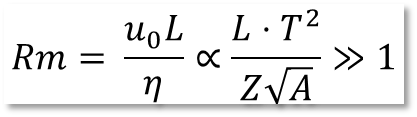 Rm = u₀L / η ∝ L · T² / Z√A ≫ 1